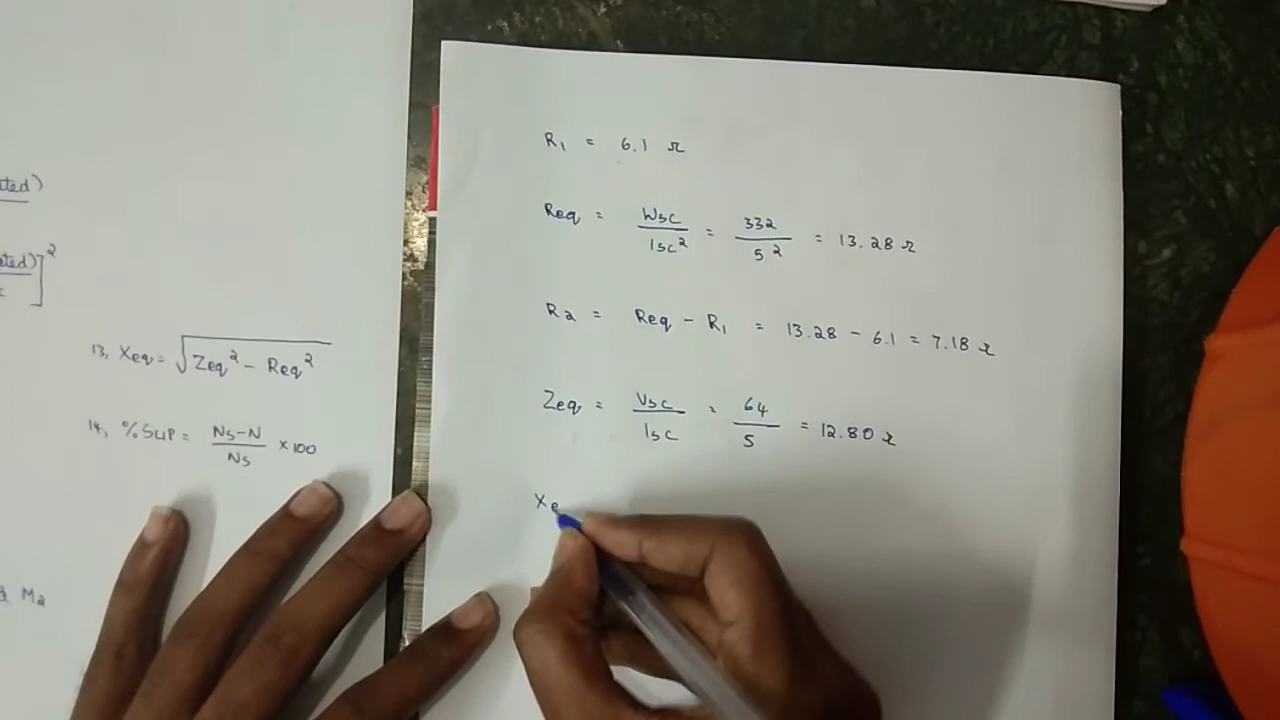 ated)
ated)]²
13, Xeq = √Zeq² - Req²
14, %SLIP = Ns-N / Ns × 100
M2
R1 = 6.1 Ω
Req = Wsc / Isc² = 332 / 5² = 13.28 Ω
R2 = Req - R1 = 13.28 - 6.1 = 7.18 Ω
Zeq = Vsc / Isc = 64 / 5 = 12.80 Ω
Xe